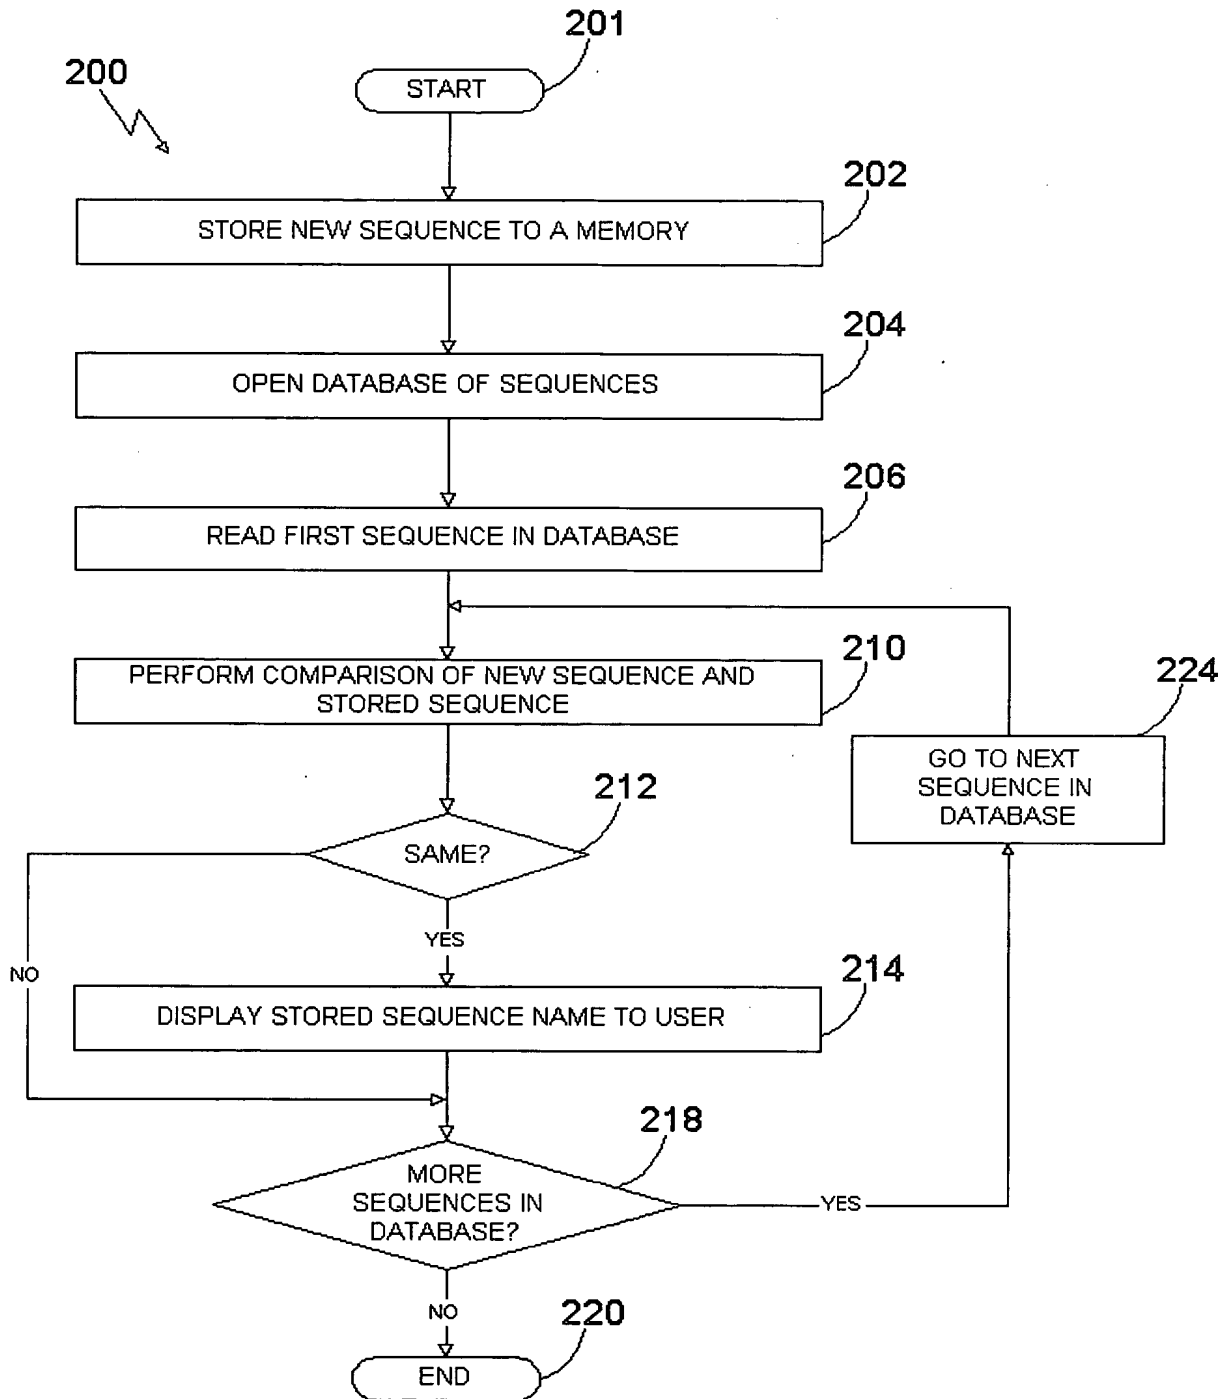 201
200
START
202
STORE NEW SEQUENCE TO A MEMORY
204
OPEN DATABASE OF SEQUENCES
206
READ FIRST SEQUENCE IN DATABASE
210
PERFORM COMPARISON OF NEW SEQUENCE AND
STORED SEQUENCE
224
GO TO NEXT
SEQUENCE IN
DATABASE
212
SAME?
YES
NO
214
DISPLAY STORED SEQUENCE NAME TO USER
218
MORE
SEQUENCES IN
DATABASE?
YES
NO
220
END